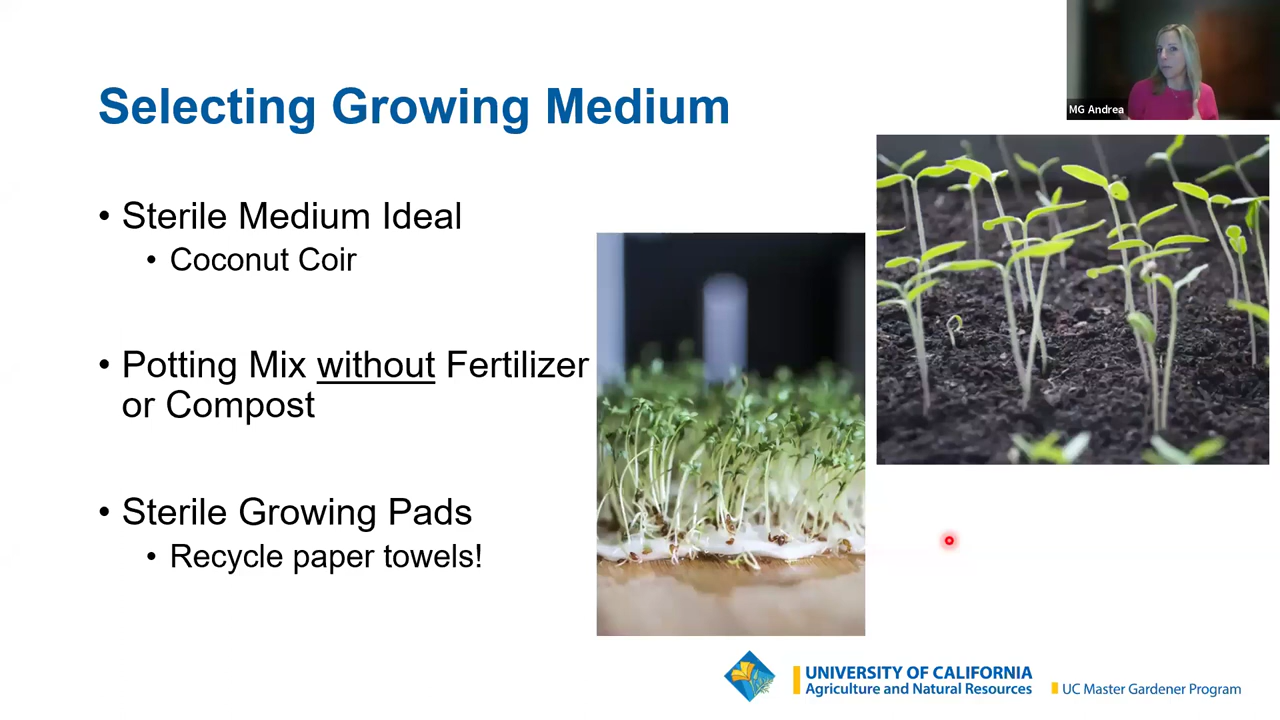 MG Andrea
Selecting Growing Medium
• Sterile Medium Ideal
• Coconut Coir
• Potting Mix without Fertilizer
or Compost
• Sterile Growing Pads
• Recycle paper towels!
UNIVERSITY OF CALIFORNIA
Agriculture and Natural Resources
UC Master Gardener Program